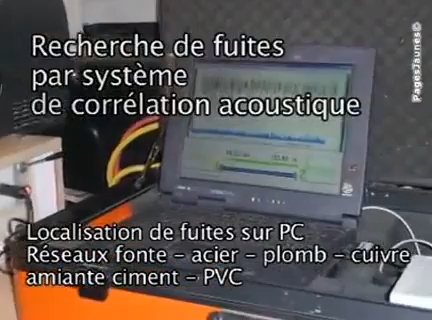 Recherche de fuites
par système
de corrélation acoustique
Localisation de fuites sur PC
Réseaux fonte - acier - plomb - cuivre
amiante ciment - PVC
PagesJaunes©